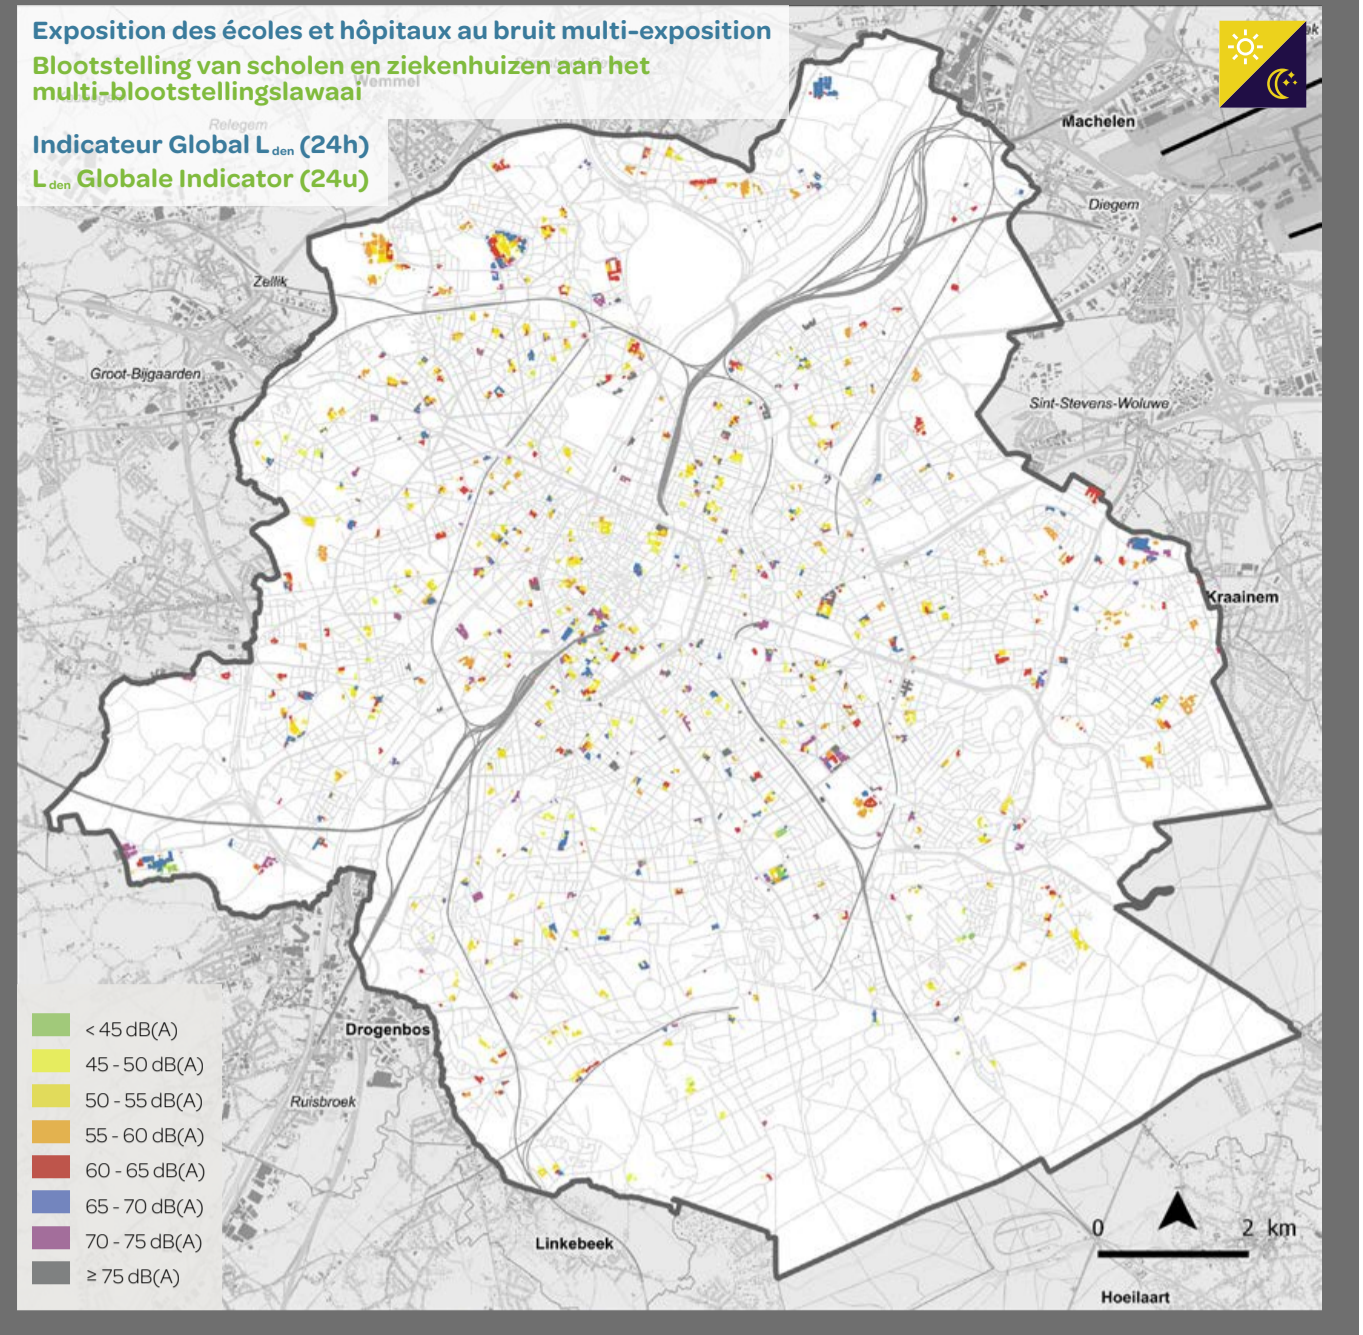 Exposition des écoles et hôpitaux au bruit multi-exposition
Blootstelling van scholen en ziekenhuizen aan het
multi-blootstellingslawaai
Wemmel
Relegem
Indicateur Global L den (24h)
L den Globale Indicator (24u)
Machelen
Diegem
Zellik
Groot-Bijgaarden
Sint-Stevens-Woluwe
Kraainem
Drogenbos
Ruisbroek
Linkebeek
Hoeilaart
< 45 dB(A)
45 - 50 dB(A)
50 - 55 dB(A)
55 - 60 dB(A)
60 - 65 dB(A)
65 - 70 dB(A)
70 - 75 dB(A)
≥ 75 dB(A)
0 2 km